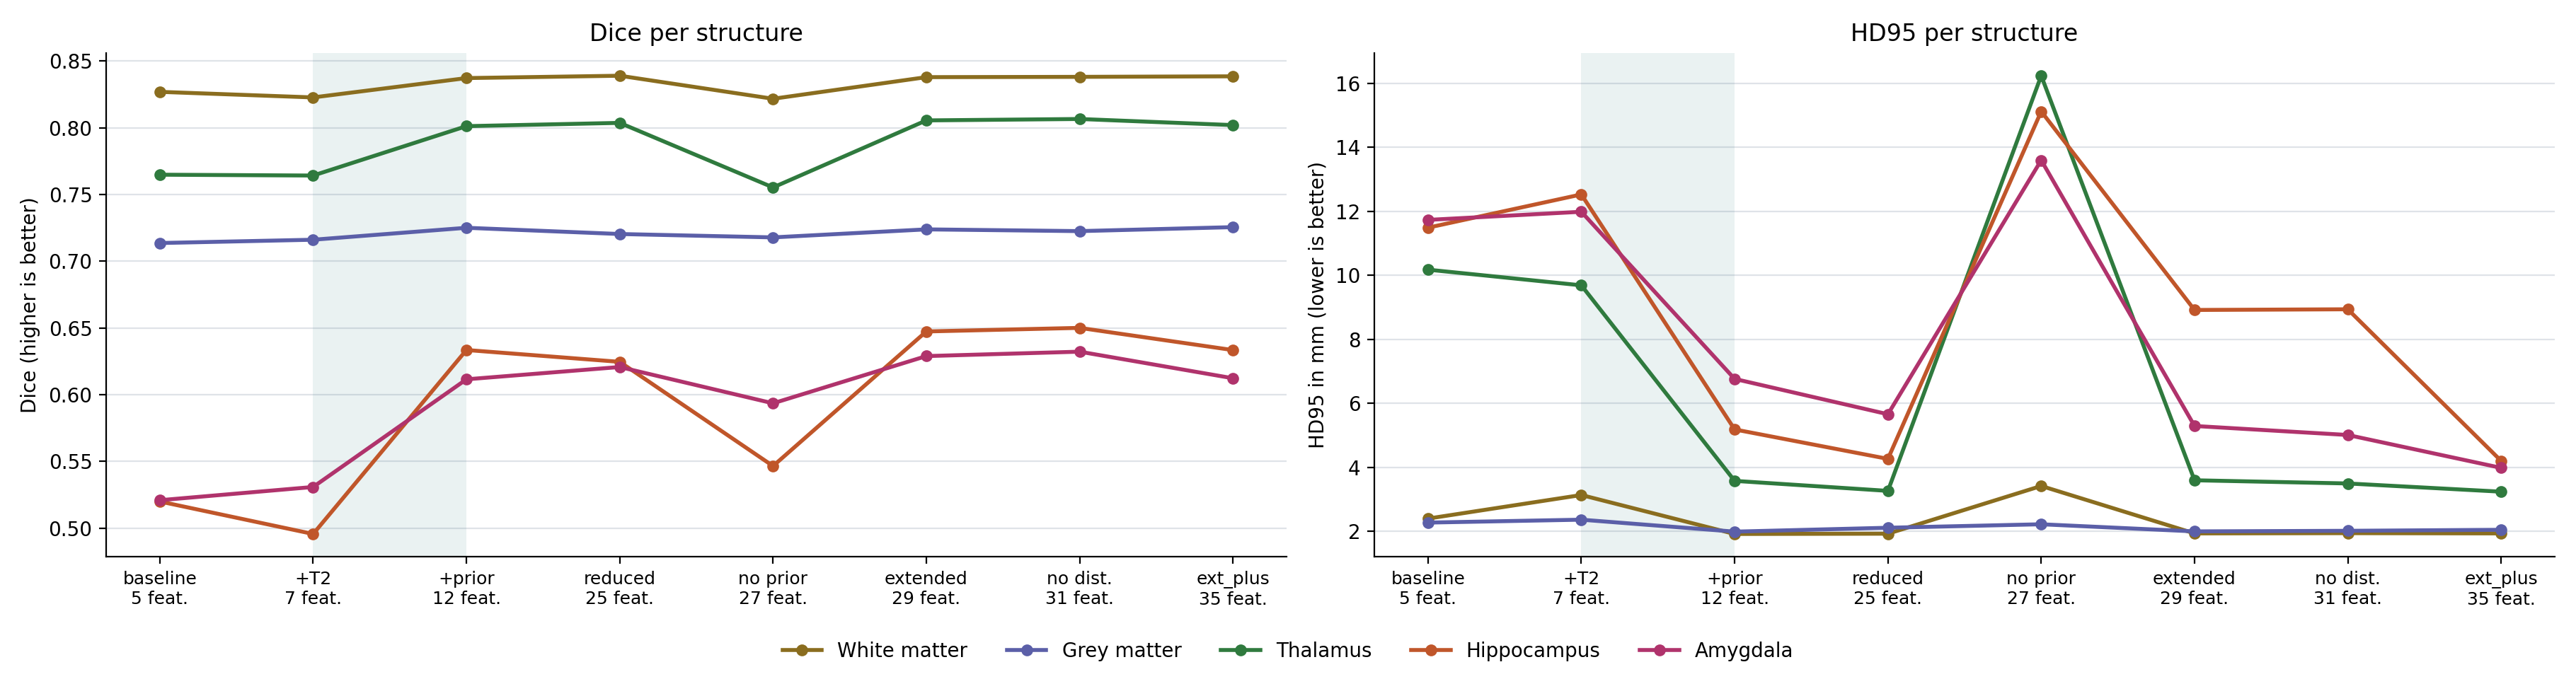 Dice per structure
Dice (higher is better)
0.85
0.80
0.75
0.70
0.65
0.60
0.55
0.50
baseline +T2 +prior reduced no prior extended no dist. ext_plus
5 feat. 7 feat. 12 feat. 25 feat. 27 feat. 29 feat. 31 feat. 35 feat.
HD95 per structure
HD95 in mm (lower is better)
16
14
12
10
8
6
4
2
baseline +T2 +prior reduced no prior extended no dist. ext_plus
5 feat. 7 feat. 12 feat. 25 feat. 27 feat. 29 feat. 31 feat. 35 feat.
White matter Grey matter Thalamus Hippocampus Amygdala